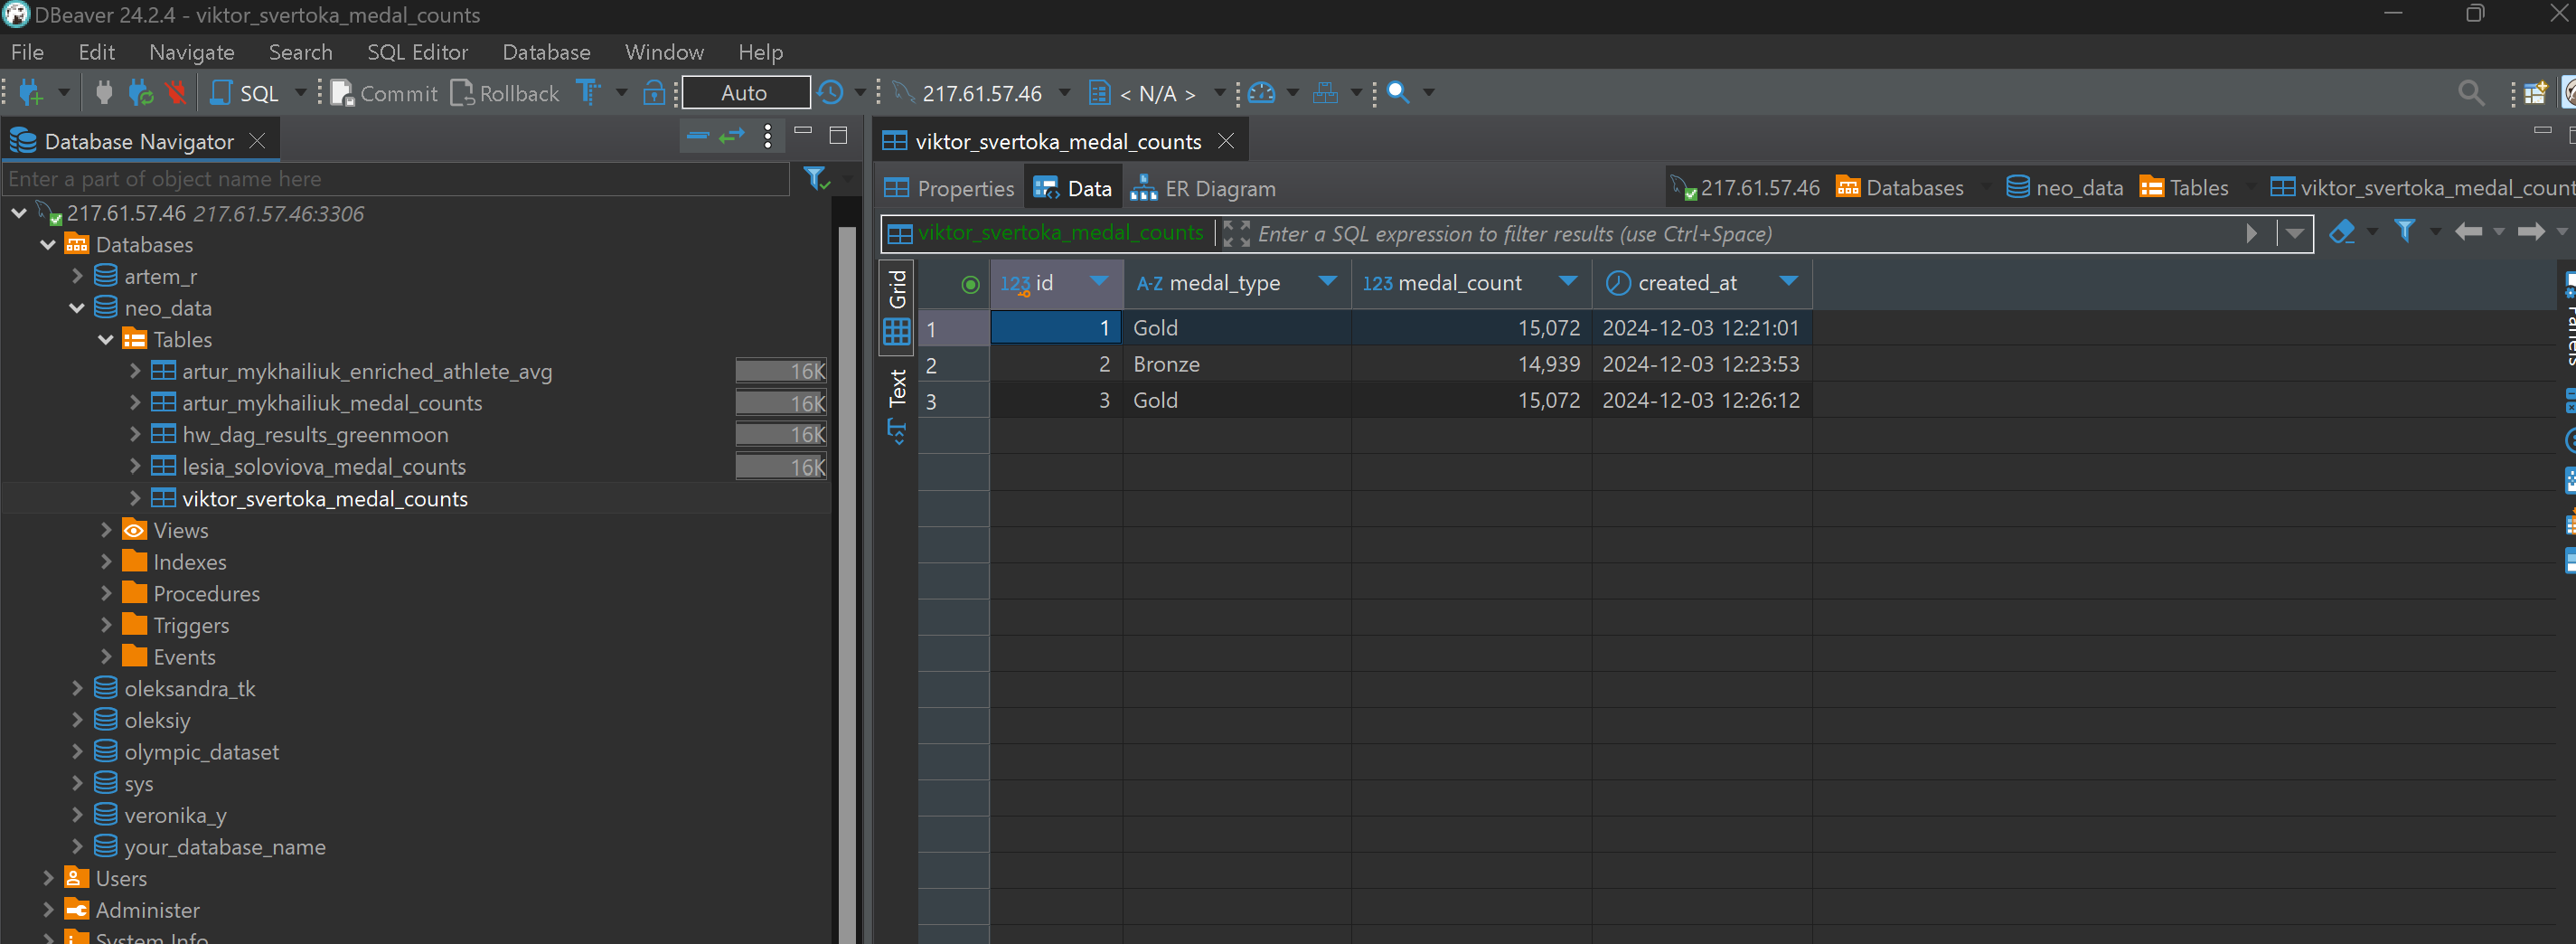 DBeaver 24.2.4 - viktor_svertoka_medal_counts
File Edit Navigate Search SQL Editor Database Window Help
SQL Commit Rollback Auto 217.61.57.46 < N/A >
Database Navigator
Enter a part of object name here
217.61.57.46 217.61.57.46:3306
Databases
artem_r
neo_data
Tables
artur_mykhailiuk_enriched_athlete_avg 16K
artur_mykhailiuk_medal_counts 16K
hw_dag_results_greenmoon 16K
lesia_soloviova_medal_counts 16K
viktor_svertoka_medal_counts
Views
Indexes
Procedures
Triggers
Events
oleksandra_tk
oleksiy
olympic_dataset
sys
veronika_y
your_database_name
Users
Administer
System Info
viktor_svertoka_medal_counts
Properties Data ER Diagram 217.61.57.46 Databases neo_data Tables viktor_svertoka_medal_count
viktor_svertoka_medal_counts Enter a SQL expression to filter results (use Ctrl+Space)
Grid
Text
123 id A-Z medal_type 123 medal_count created_at
1 1 Gold 15,072 2024-12-03 12:21:01
2 2 Bronze 14,939 2024-12-03 12:23:53
3 3 Gold 15,072 2024-12-03 12:26:12
Panels